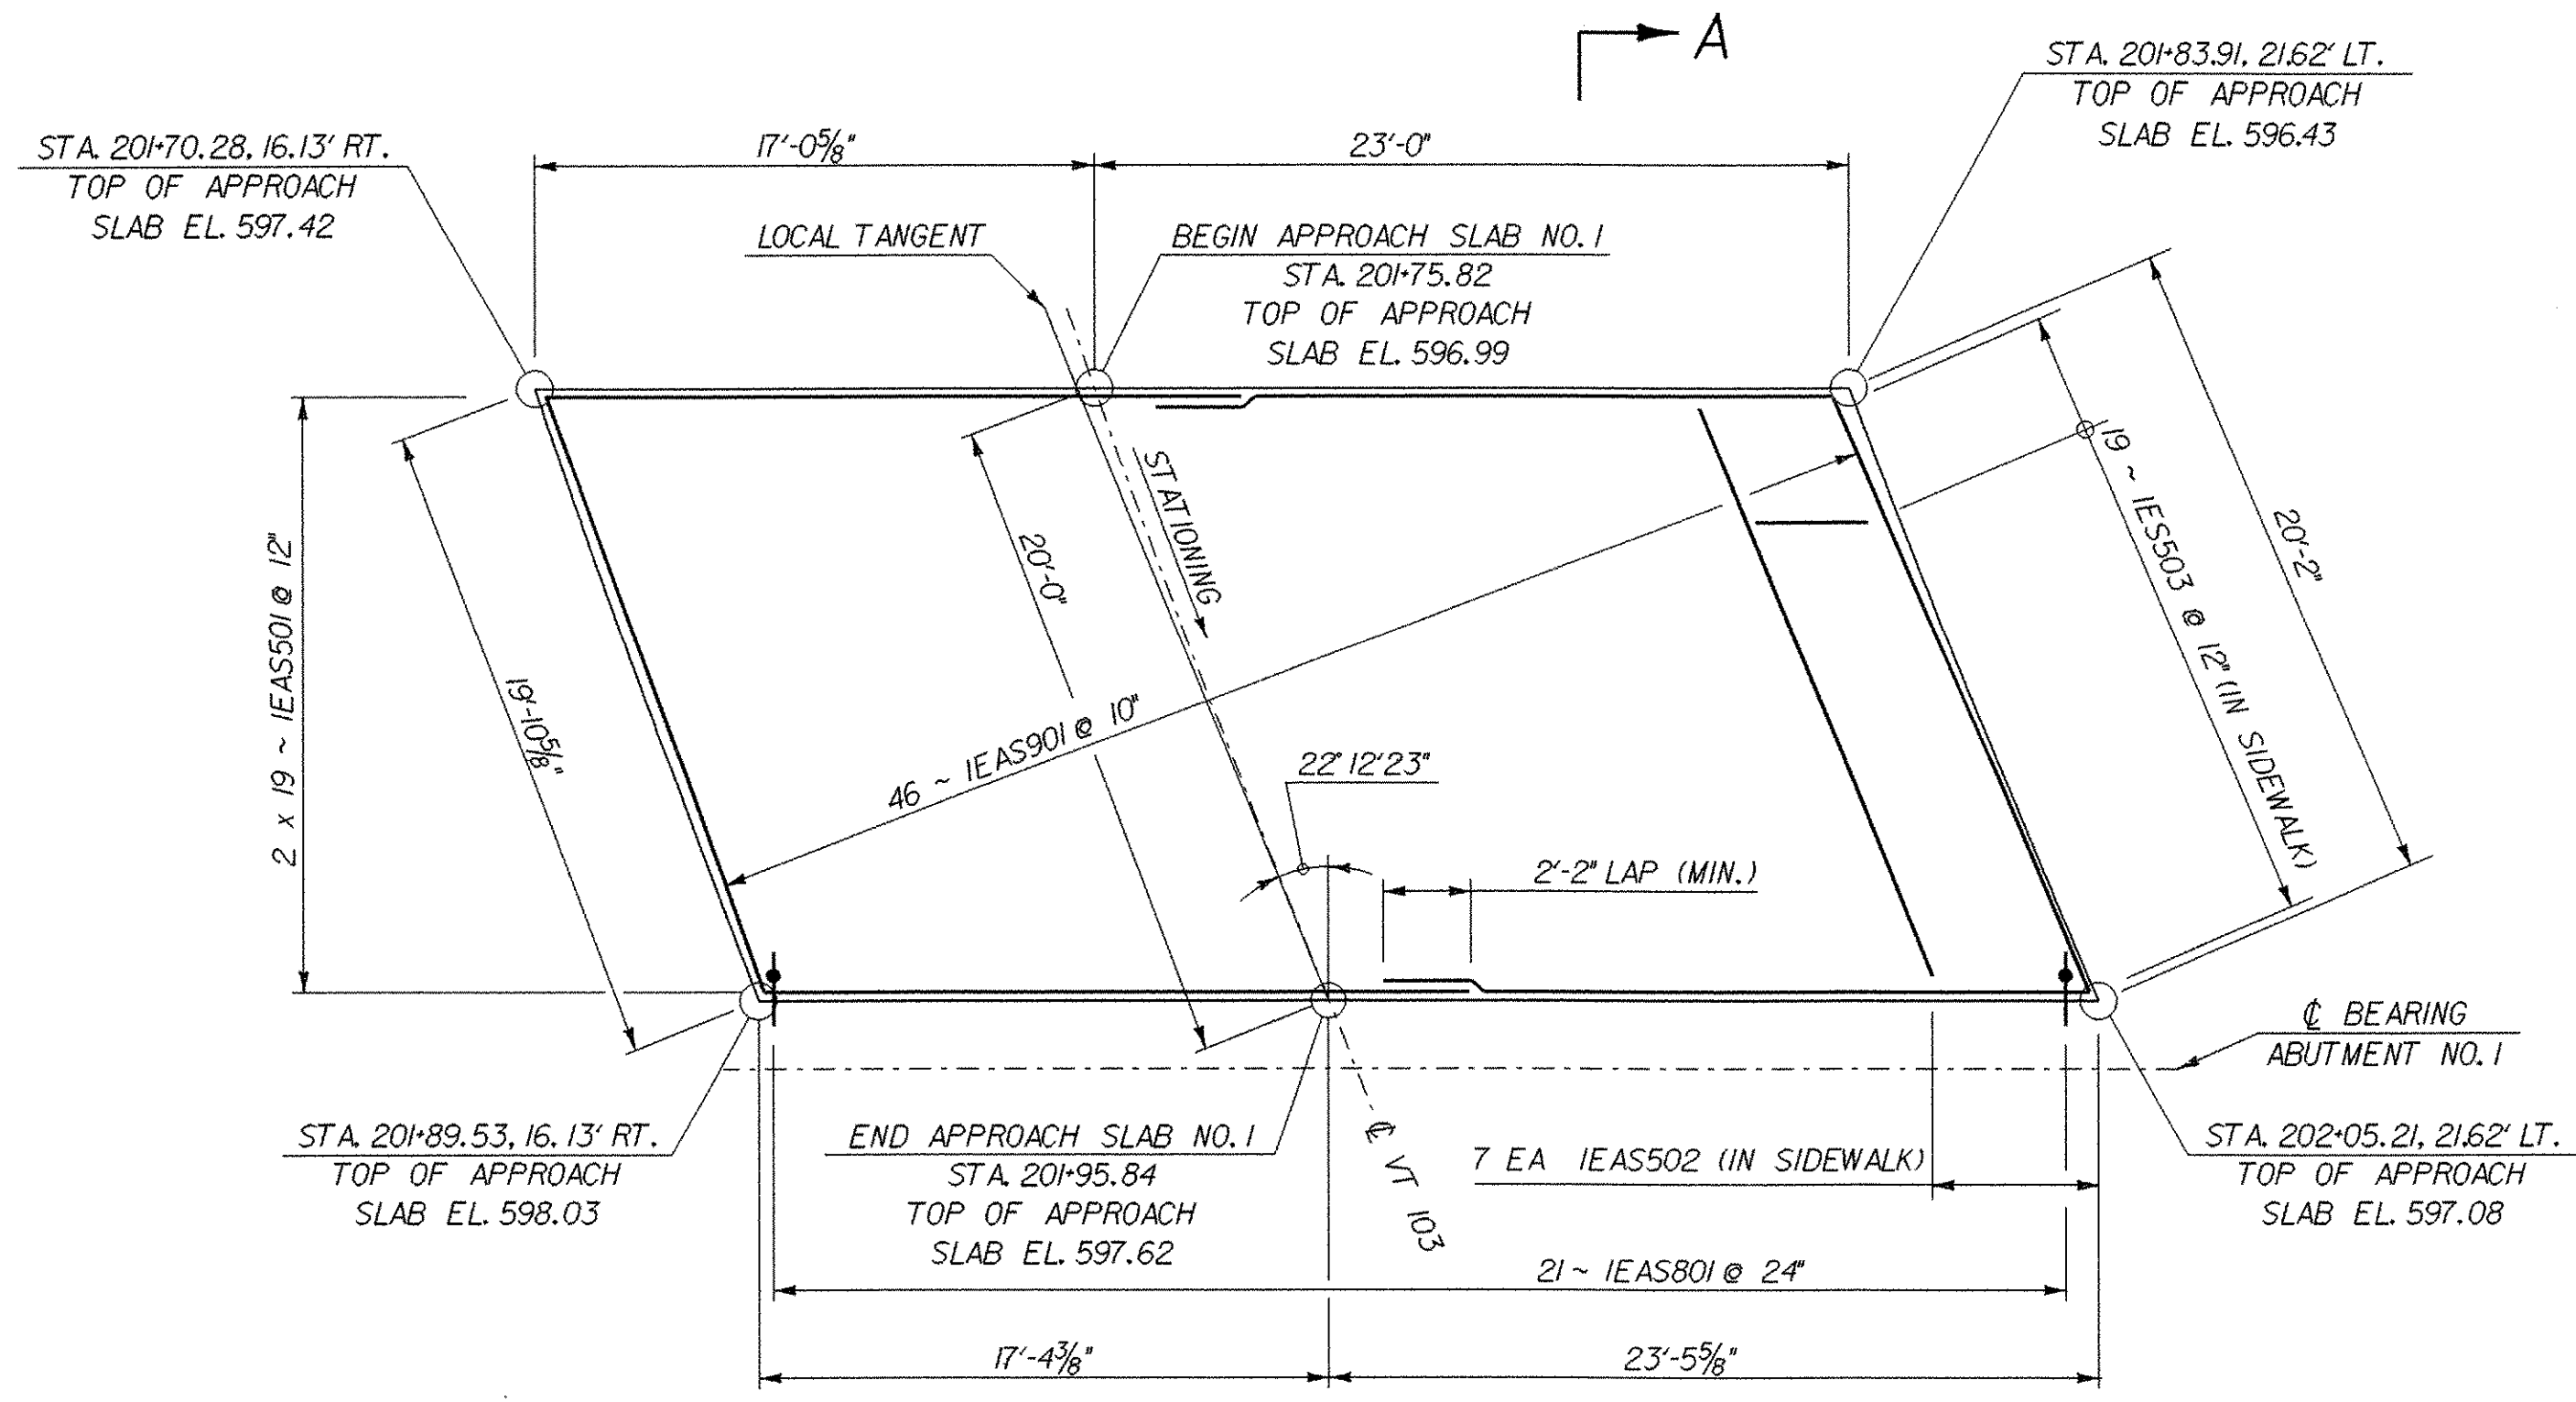 A
STA. 201+83.91, 21.62' LT.
TOP OF APPROACH
SLAB EL. 596.43
STA. 201+70.28, 16.13' RT.
TOP OF APPROACH
SLAB EL. 597.42
17'-0⅝"
23'-0"
LOCAL TANGENT
BEGIN APPROACH SLAB NO. 1
STA. 201+75.82
TOP OF APPROACH
SLAB EL. 596.99
STATIONING
20'-0"
19 ~ 1ES503 @ 12" (IN SIDEWALK)
20'-2"
2 x 19 ~ 1EAS501 @ 12"
19'-10⅝"
46 ~ 1EAS901 @ 10"
22° 12' 23"
2'-2" LAP (MIN.)
℄ BEARING
ABUTMENT NO. 1
STA. 201+89.53, 16.13' RT.
TOP OF APPROACH
SLAB EL. 598.03
END APPROACH SLAB NO. 1
STA. 201+95.84
TOP OF APPROACH
SLAB EL. 597.62
℄ VT 103
7 EA 1EAS502 (IN SIDEWALK)
STA. 202+05.21, 21.62' LT.
TOP OF APPROACH
SLAB EL. 597.08
21 ~ 1EAS801 @ 24"
17'-4⅜"
23'-5⅝"